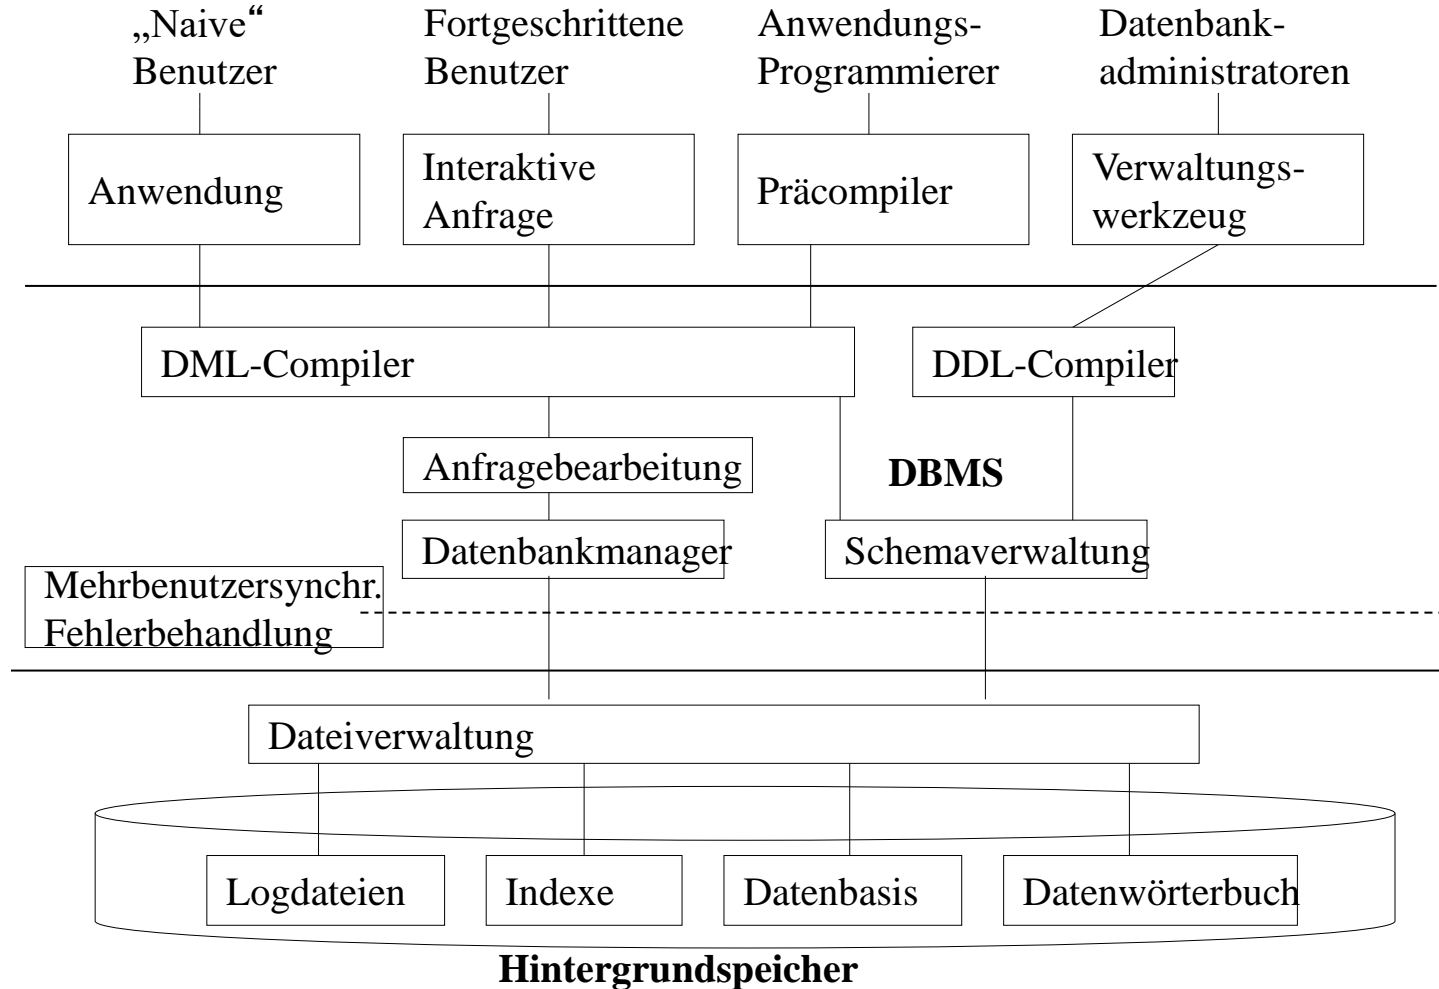 „Naive“
Benutzer
Fortgeschrittene
Benutzer
Anwendungs-
Programmierer
Datenbank-
administratoren
Anwendung
Interaktive
Anfrage
Präcompiler
Verwaltungs-
werkzeug
DML-Compiler
DDL-Compiler
Anfragebearbeitung
DBMS
Datenbankmanager
Schemaverwaltung
Mehrbenutzersynchr.
Fehlerbehandlung
Dateiverwaltung
Logdateien
Indexe
Datenbasis
Datenwörterbuch
Hintergrundspeicher